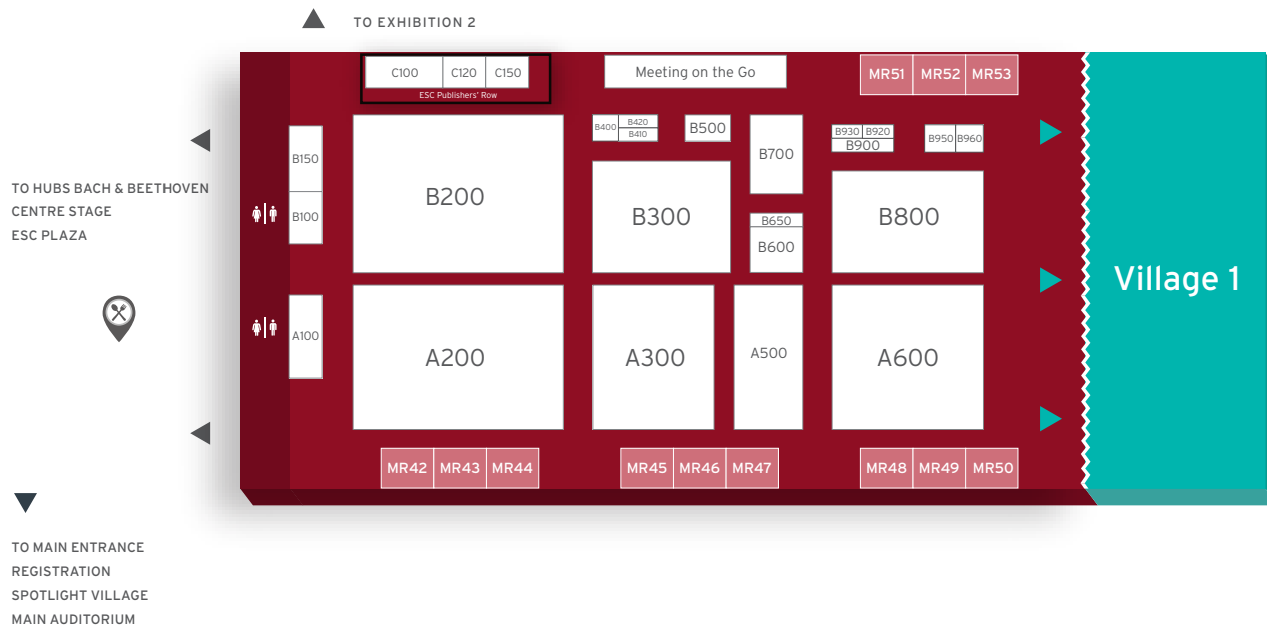 TO EXHIBITION 2
C100
C120
C150
ESC Publishers' Row
Meeting on the Go
MR51
MR52
MR53
B150
B100
B200
B400
B420
B410
B500
B700
B930
B920
B900
B950
B960
B300
B650
B600
B800
TO HUBS BACH & BEETHOVEN
CENTRE STAGE
ESC PLAZA
Village 1
A100
A200
A300
A500
A600
MR42
MR43
MR44
MR45
MR46
MR47
MR48
MR49
MR50
TO MAIN ENTRANCE
REGISTRATION
SPOTLIGHT VILLAGE
MAIN AUDITORIUM